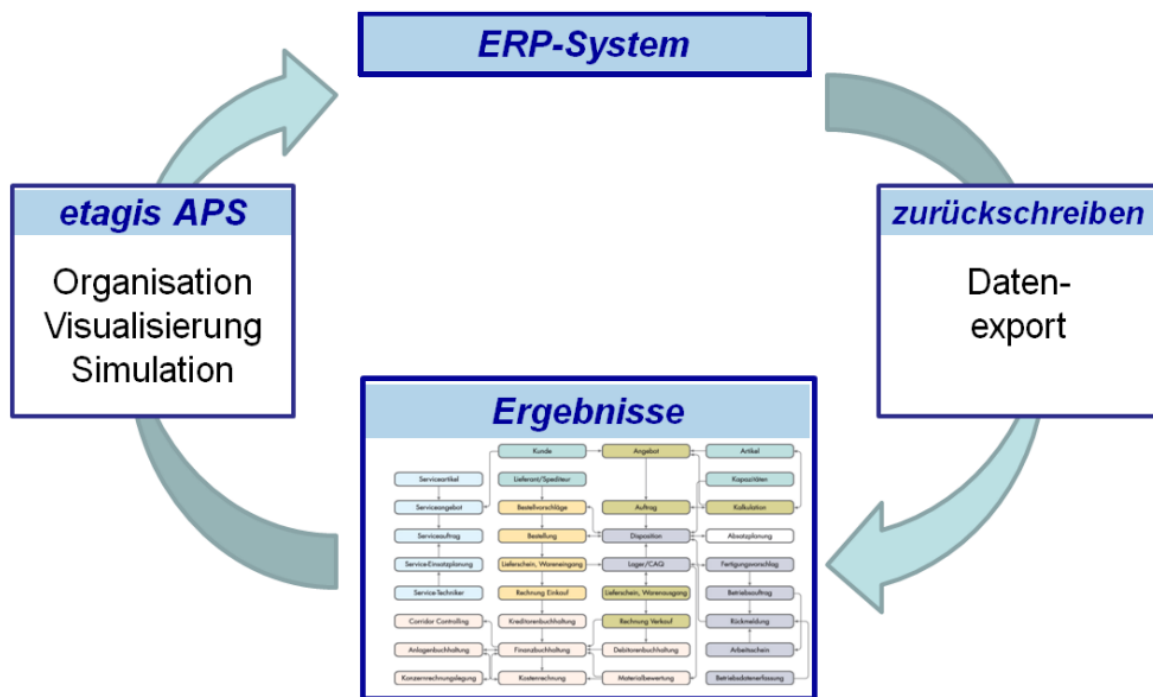 ERP-System
etagis APS
Organisation
Visualisierung
Simulation
zurückschreiben
Daten-
export
Ergebnisse
Kunde Angebot Artikel
Serviceartikel Lieferant/Spediteur Kapazitäten
Serviceangebot Bestellvorschläge Auftrag Kalkulation
Serviceauftrag Bestellung Disposition Absatzplanung
Service-Einsatzplanung Lieferschein, Wareneingang Lager/CAQ Fertigungsvorschlag
Service-Techniker Rechnung Einkauf Lieferschein, Warenausgang Betriebsauftrag
Corridor Controlling Kreditorenbuchhaltung Rechnung Verkauf Rückmeldung
Anlagenbuchhaltung Finanzbuchhaltung Debitorenbuchhaltung Arbeitsschein
Konzernrechnungslegung Kostenrechnung Materialbewertung Betriebsdatenerfassung